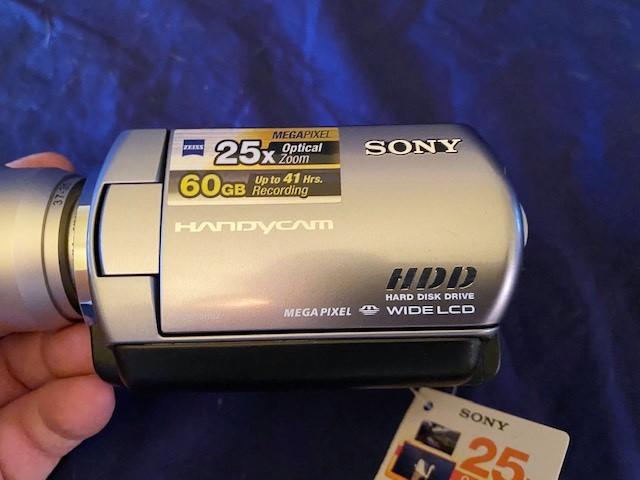 MEGAPIXEL
ZEISS
25x Optical Zoom
60GB Up to 41 Hrs. Recording
SONY
HANDYCAM
HDD
HARD DISK DRIVE
MEGA PIXEL WIDE LCD
SONY
25